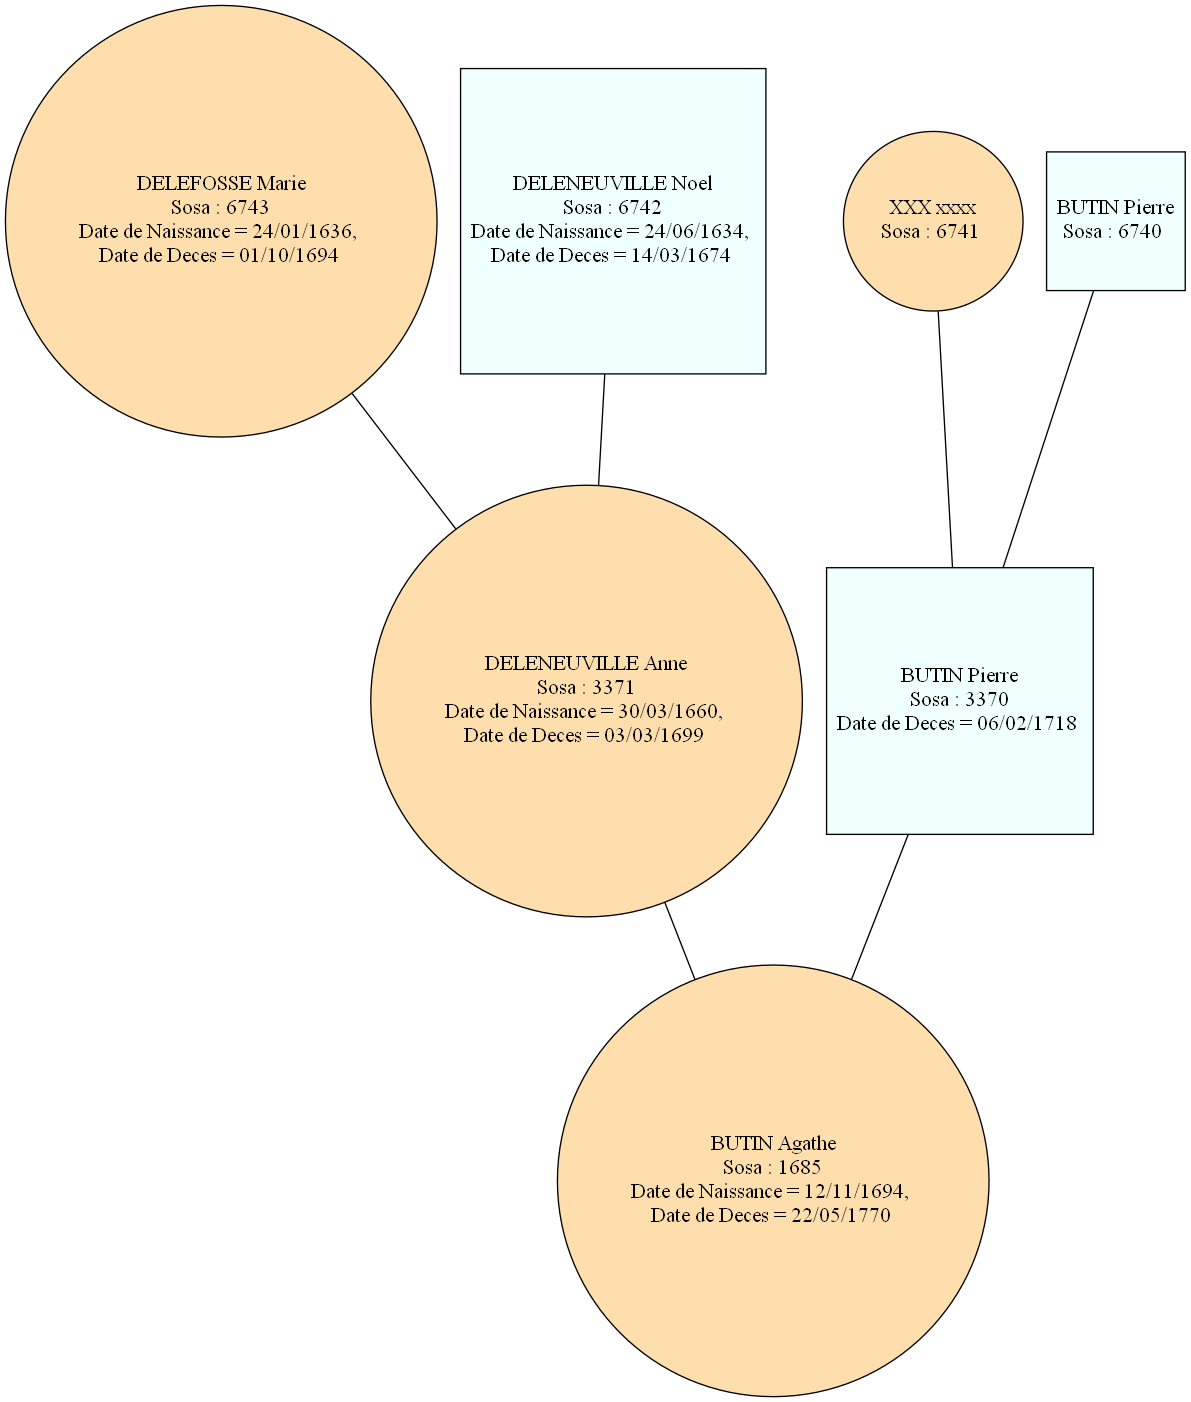 DELEFOSSE Marie
Sosa : 6743
Date de Naissance = 24/01/1636,
Date de Deces = 01/10/1694
DELENEUVILLE Noel
Sosa : 6742
Date de Naissance = 24/06/1634,
Date de Deces = 14/03/1674
XXX xxxx
Sosa : 6741
BUTIN Pierre
Sosa : 6740
DELENEUVILLE Anne
Sosa : 3371
Date de Naissance = 30/03/1660,
Date de Deces = 03/03/1699
BUTIN Pierre
Sosa : 3370
Date de Deces = 06/02/1718
BUTIN Agathe
Sosa : 1685
Date de Naissance = 12/11/1694,
Date de Deces = 22/05/1770